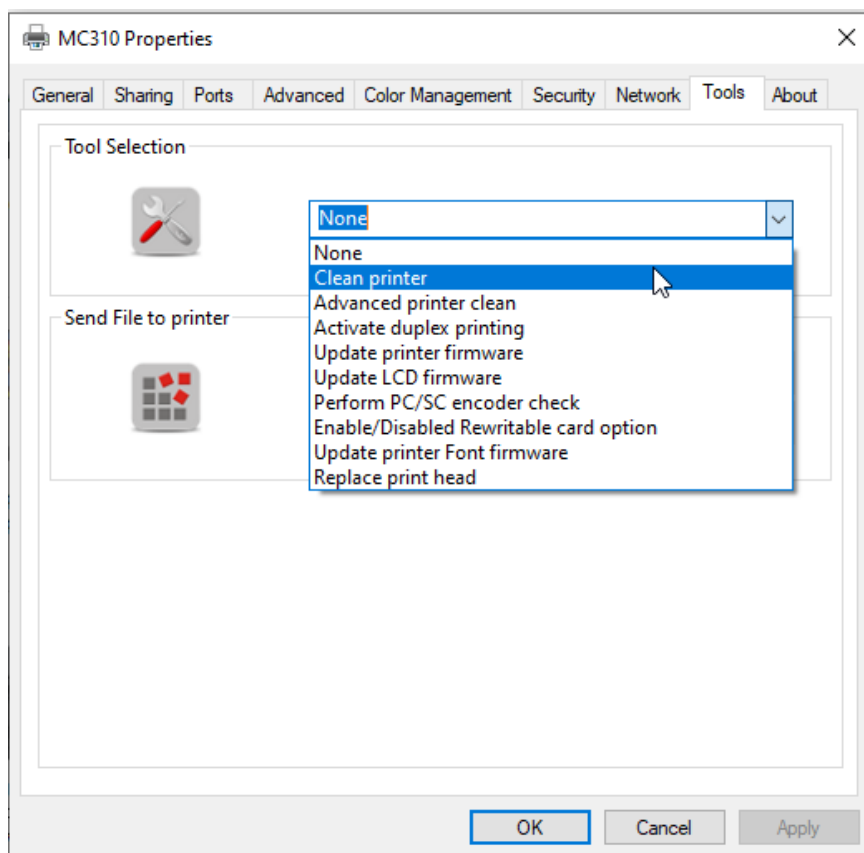 MC310 Properties
General Sharing Ports Advanced Color Management Security Network Tools About
Tool Selection
None
None
Clean printer
Advanced printer clean
Activate duplex printing
Update printer firmware
Update LCD firmware
Perform PC/SC encoder check
Enable/Disabled Rewritable card option
Update printer Font firmware
Replace print head
Send File to printer
OK Cancel Apply